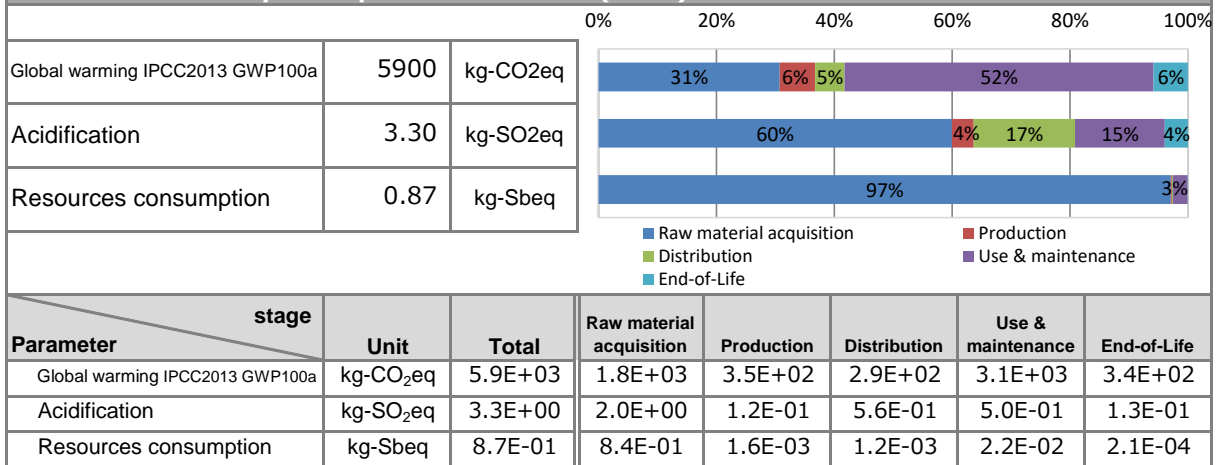 0% 20% 40% 60% 80% 100%
Global warming IPCC2013 GWP100a 5900 kg-CO2eq 31% 6% 5% 52% 6%
Acidification 3.30 kg-SO2eq 60% 4% 17% 15% 4%
Resources consumption 0.87 kg-Sbeq 97% 3%
Raw material acquisition Production
Distribution Use & maintenance
End-of-Life
stage
Parameter Unit Total Raw material acquisition Production Distribution Use & maintenance End-of-Life
Global warming IPCC2013 GWP100a kg-CO₂eq 5.9E+03 1.8E+03 3.5E+02 2.9E+02 3.1E+03 3.4E+02
Acidification kg-SO₂eq 3.3E+00 2.0E+00 1.2E-01 5.6E-01 5.0E-01 1.3E-01
Resources consumption kg-Sbeq 8.7E-01 8.4E-01 1.6E-03 1.2E-03 2.2E-02 2.1E-04